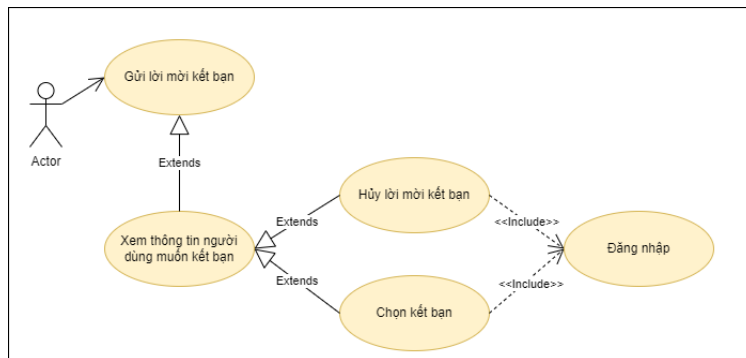 Gửi lời mời kết bạn
Actor
Extends
Xem thông tin người
dùng muốn kết bạn
Extends
Hủy lời mời kết bạn
<<Include>>
Đăng nhập
Extends
Chọn kết bạn
<<Include>>